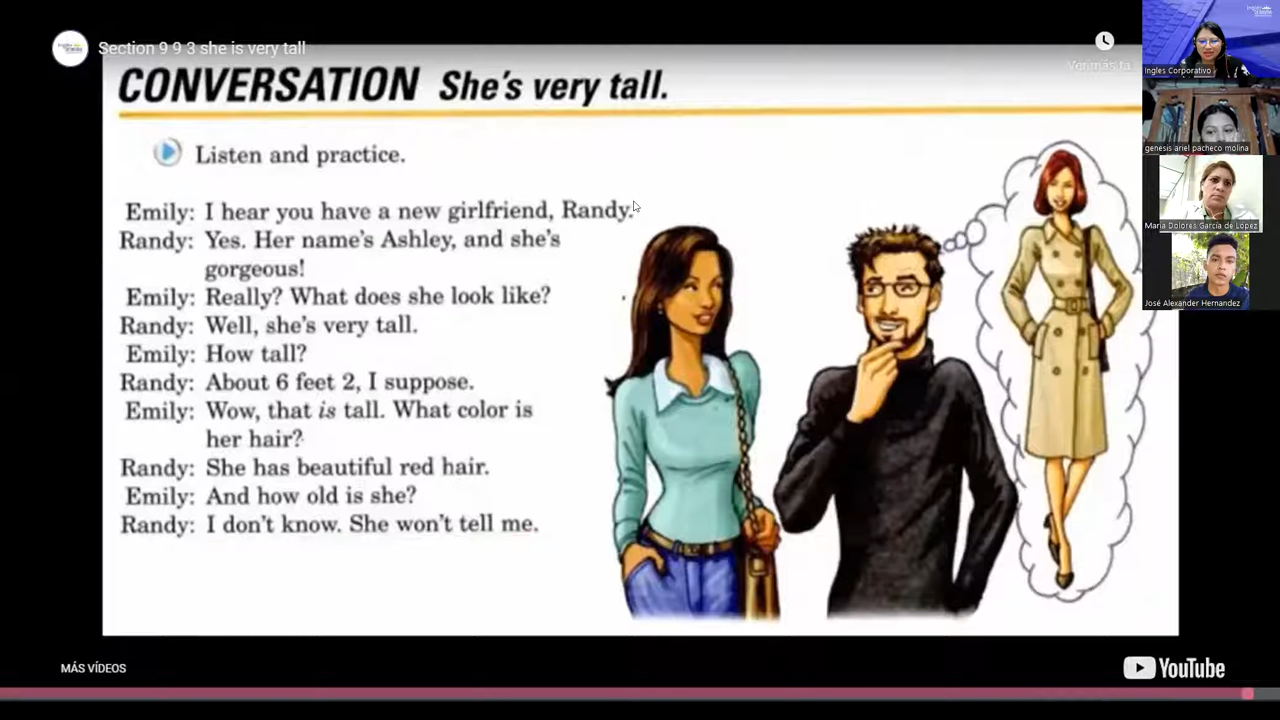 Section 9 9 3 she is very tall
Ver más ta
CONVERSATION She's very tall.
Listen and practice.
Emily: I hear you have a new girlfriend, Randy.
Randy: Yes. Her name's Ashley, and she's
gorgeous!
Emily: Really? What does she look like?
Randy: Well, she's very tall.
Emily: How tall?
Randy: About 6 feet 2, I suppose.
Emily: Wow, that is tall. What color is
her hair?
Randy: She has beautiful red hair.
Emily: And how old is she?
Randy: I don't know. She won't tell me.
MÁS VÍDEOS
YouTube
Ingles Corporativo
genesis ariel pacheco molina
Maria Dolores Garcia de Lopez
José Alexander Hernandez